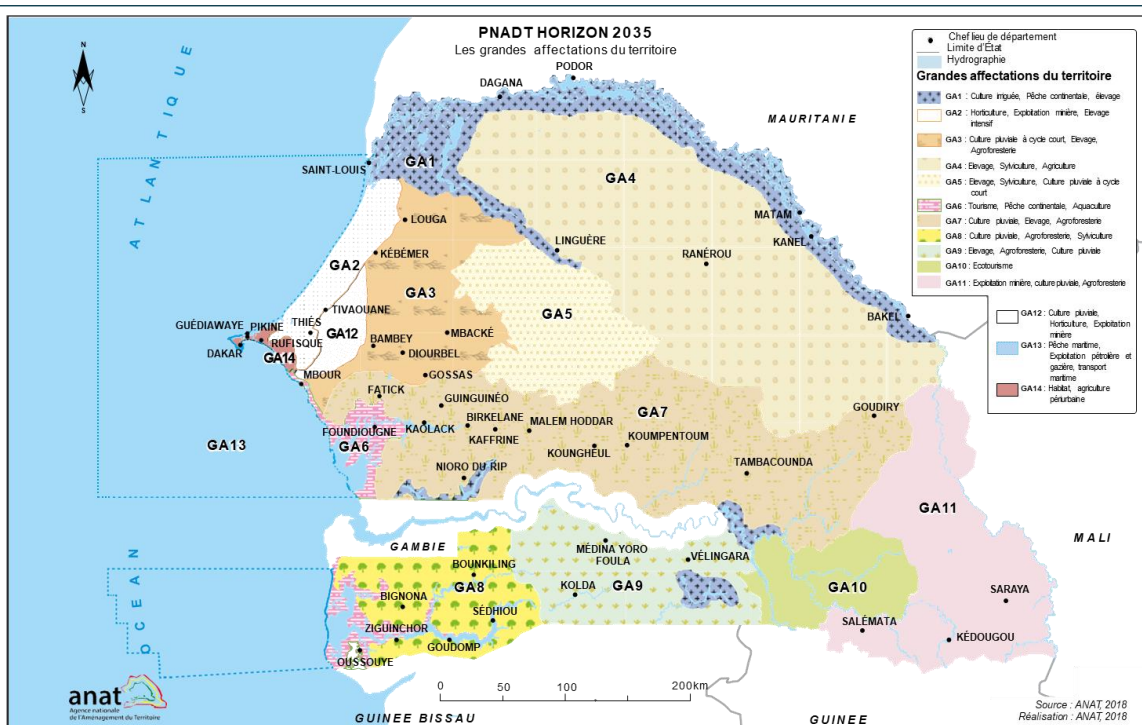 PNADT HORIZON 2035
Les grandes affectations du territoire
N
S
Chef lieu de département
Limite d'État
Hydrographie
Grandes affectations du territoire
GA1 : Culture irriguée, Pêche continentale, élevage
GA2 : Horticulture, Exploitation minière, Elevage
intensif
GA3 : Culture pluviale à cycle court, Elevage,
Agroforesterie
GA4 : Elevage, Sylviculture, Agriculture
GA5 : Elevage, Sylviculture, Culture pluviale à cycle
court
GA6 : Tourisme, Pêche continentale, Aquaculture
GA7 : Culture pluviale, Elevage, Agroforesterie
GA8 : Culture pluviale, Agroforesterie, Sylviculture
GA9 : Elevage, Agroforesterie, Culture pluviale
GA10 : Ecotourisme
GA11 : Exploitation minière, culture pluviale, Agroforesterie
GA12 : Culture pluviale,
Horticulture, Exploitation
minière
GA13 : Pêche maritime,
Exploitation pétrolière et
gazière, transport
maritime
GA14 : Habitat, agriculture
périurbaine
OCEAN
ATLANTIQUE
MAURITANIE
MALI
GAMBIE
GUINEE BISSAU
GUINEE
PODOR
DAGANA
SAINT-LOUIS
GA1
GA4
LOUGA
MATAM
KANEL
LINGUÈRE
RANÉROU
KÉBÉMER
GA2
GA3
GA5
TIVAOUANE
BAKEL
THIÈS
GA12
GUÉDIAWAYE
PIKINE
RUFISQUE
DAKAR
GA14
BAMBEY
MBACKÉ
DIOURBEL
MBOUR
GOSSAS
FATICK
GUINGUINÉO
GA7
GOUDIRY
FOUNDIOUGNE
KAOLACK
BIRKELANE
MALEM HODDAR
KAFFRINE
KOUMPENTOUM
KOUNGHEUL
GA13
GA6
NIORO DU RIP
TAMBACOUNDA
GA11
MÉDINA YORO
FOULA
VÉLINGARA
BOUNKILING
GA8
KOLDA
GA9
GA10
SARAYA
BIGNONA
SÉDHIOU
SALÉMATA
KÉDOUGOU
ZIGUINCHOR
GOUDOMP
OUSSOUYE
anat
Agence nationale
de l'Aménagement du Territoire
0 50 100 200km
Source : ANAT, 2018
Réalisation : ANAT, 2018